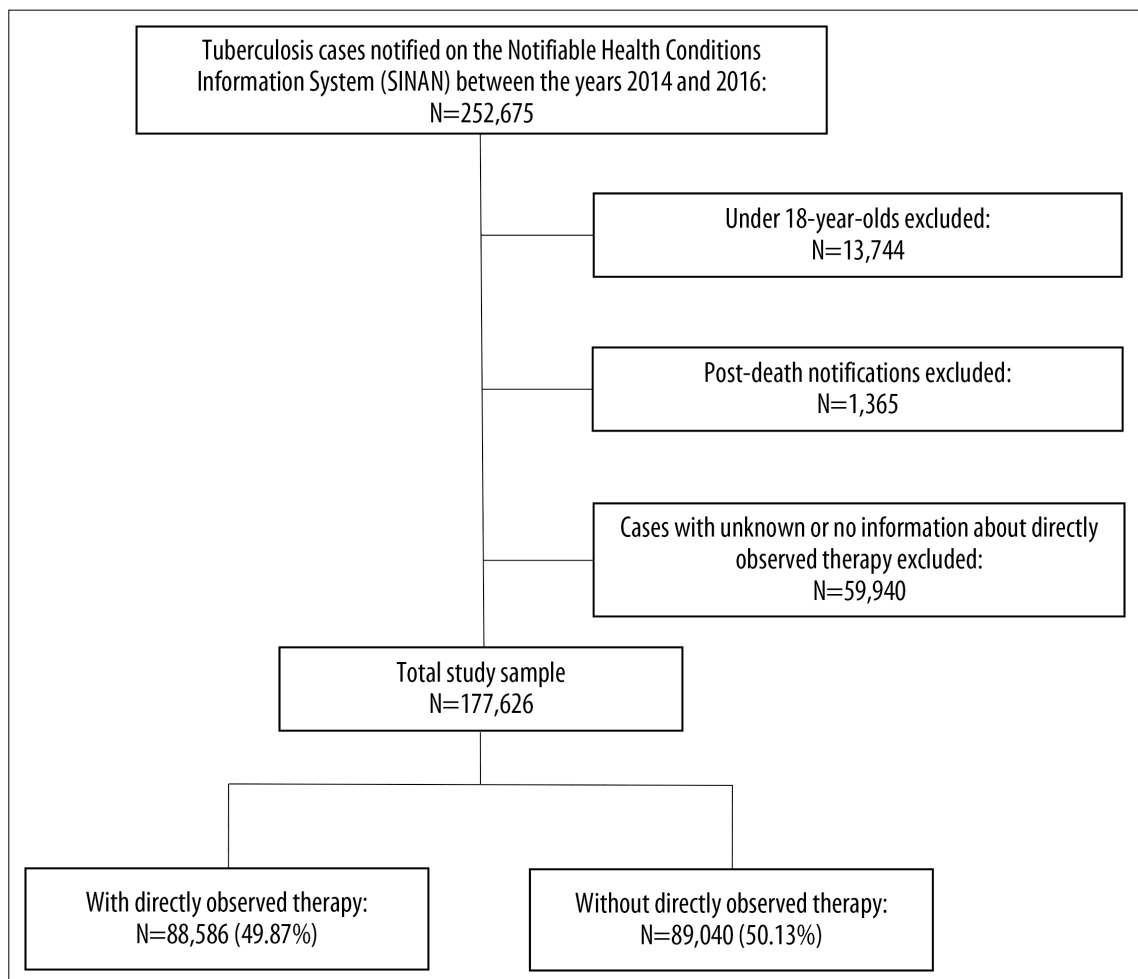 Tuberculosis cases notified on the Notifiable Health Conditions
Information System (SINAN) between the years 2014 and 2016:
N=252,675
Under 18-year-olds excluded:
N=13,744
Post-death notifications excluded:
N=1,365
Cases with unknown or no information about directly
observed therapy excluded:
N=59,940
Total study sample
N=177,626
With directly observed therapy:
N=88,586 (49.87%)
Without directly observed therapy:
N=89,040 (50.13%)